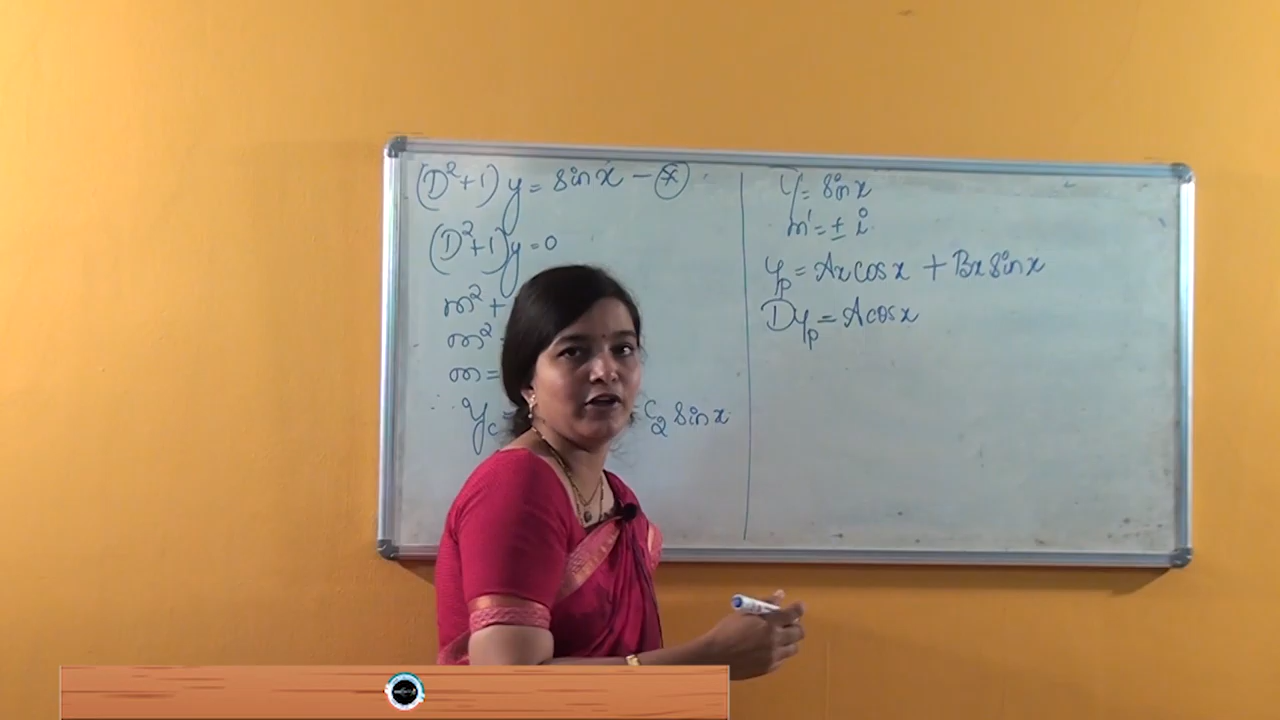 (D²+1) y = sin x – (*)
(D²+1) y = 0
m² +
m²
m =
∴ y_c = C₂ sin x
y = sin x
m' = ± i
y_p = Ax cos x + Bx sin x
Dy_p = A cos x